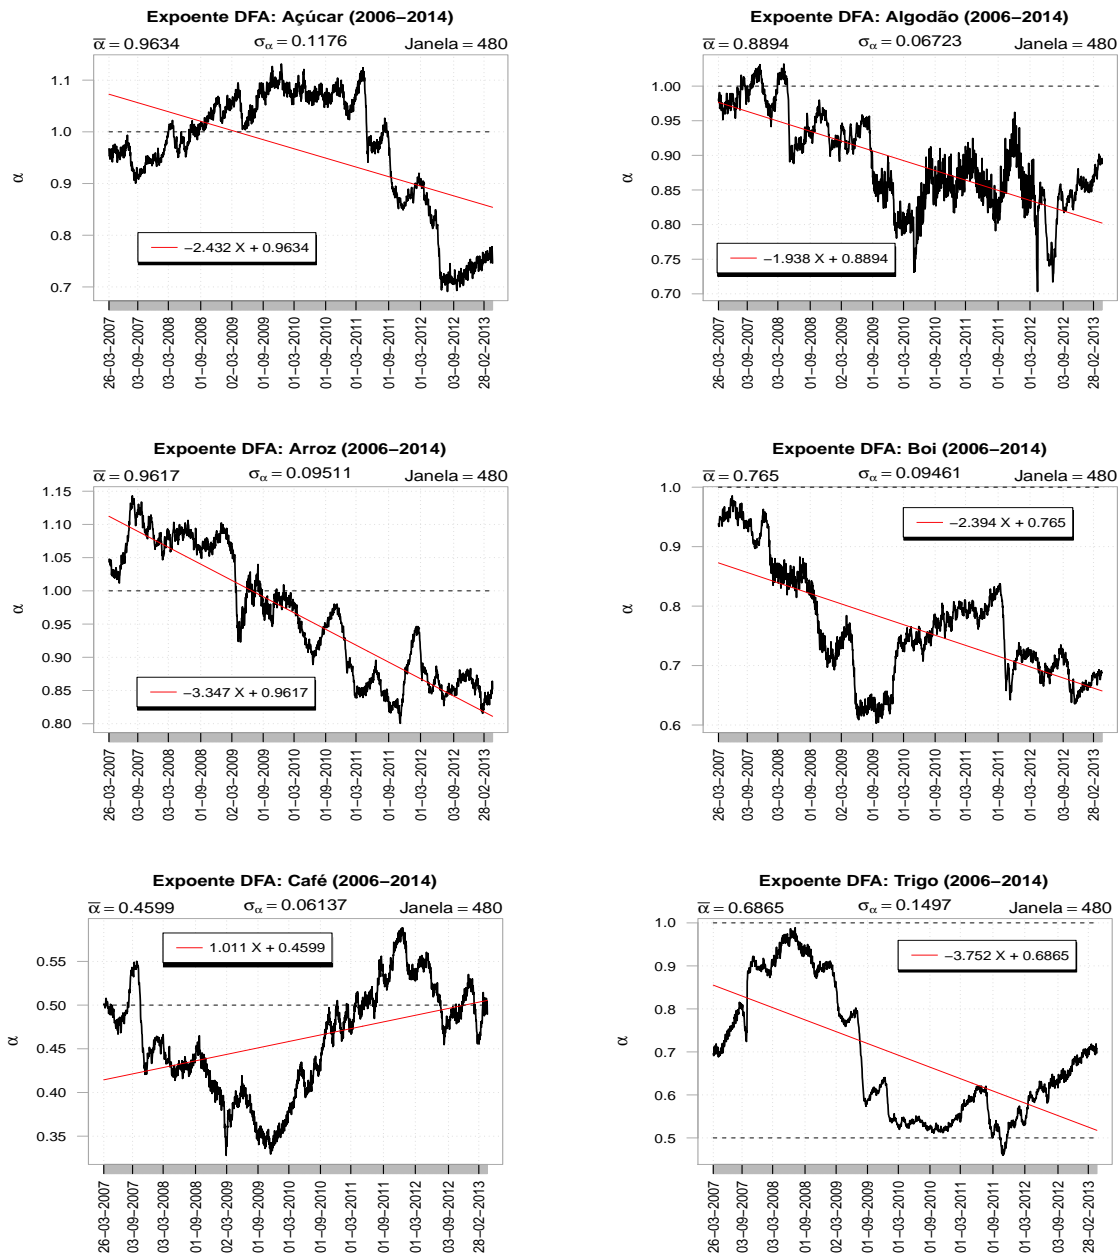 Expoente DFA: Açúcar (2006−2014)
α = 0.9634 σα = 0.1176 Janela = 480
1.1
1.0
0.9
0.8
0.7
α
−2.432 X + 0.9634
26−03−2007 03−09−2007 03−03−2008 01−09−2008 02−03−2009 01−09−2009 01−03−2010 01−09−2010 01−03−2011 01−09−2011 01−03−2012 03−09−2012 28−02−2013
Expoente DFA: Algodão (2006−2014)
α = 0.8894 σα = 0.06723 Janela = 480
1.00
0.95
0.90
0.85
0.80
0.75
0.70
α
−1.938 X + 0.8894
26−03−2007 03−09−2007 03−03−2008 01−09−2008 02−03−2009 01−09−2009 01−03−2010 01−09−2010 01−03−2011 01−09−2011 01−03−2012 03−09−2012 28−02−2013
Expoente DFA: Arroz (2006−2014)
α = 0.9617 σα = 0.09511 Janela = 480
1.15
1.10
1.05
1.00
0.95
0.90
0.85
0.80
α
−3.347 X + 0.9617
26−03−2007 03−09−2007 03−03−2008 01−09−2008 02−03−2009 01−09−2009 01−03−2010 01−09−2010 01−03−2011 01−09−2011 01−03−2012 03−09−2012 28−02−2013
Expoente DFA: Boi (2006−2014)
α = 0.765 σα = 0.09461 Janela = 480
1.0
0.9
0.8
0.7
0.6
α
−2.394 X + 0.765
26−03−2007 03−09−2007 03−03−2008 01−09−2008 02−03−2009 01−09−2009 01−03−2010 01−09−2010 01−03−2011 01−09−2011 01−03−2012 03−09−2012 28−02−2013
Expoente DFA: Café (2006−2014)
α = 0.4599 σα = 0.06137 Janela = 480
0.55
0.50
0.45
0.40
0.35
α
1.011 X + 0.4599
26−03−2007 03−09−2007 03−03−2008 01−09−2008 02−03−2009 01−09−2009 01−03−2010 01−09−2010 01−03−2011 01−09−2011 01−03−2012 03−09−2012 28−02−2013
Expoente DFA: Trigo (2006−2014)
α = 0.6865 σα = 0.1497 Janela = 480
1.0
0.9
0.8
0.7
0.6
0.5
α
−3.752 X + 0.6865
26−03−2007 03−09−2007 03−03−2008 01−09−2008 02−03−2009 01−09−2009 01−03−2010 01−09−2010 01−03−2011 01−09−2011 01−03−2012 03−09−2012 28−02−2013